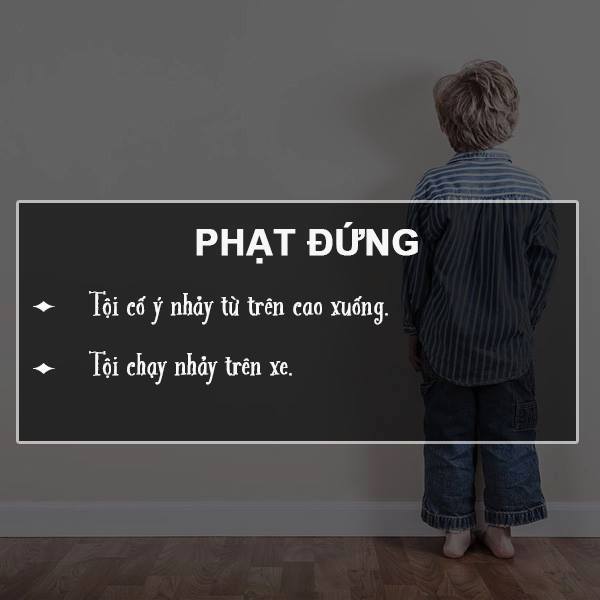 PHẠT ĐỨNG
Tội cố ý nhảy từ trên cao xuống.
Tội chạy nhảy trên xe.